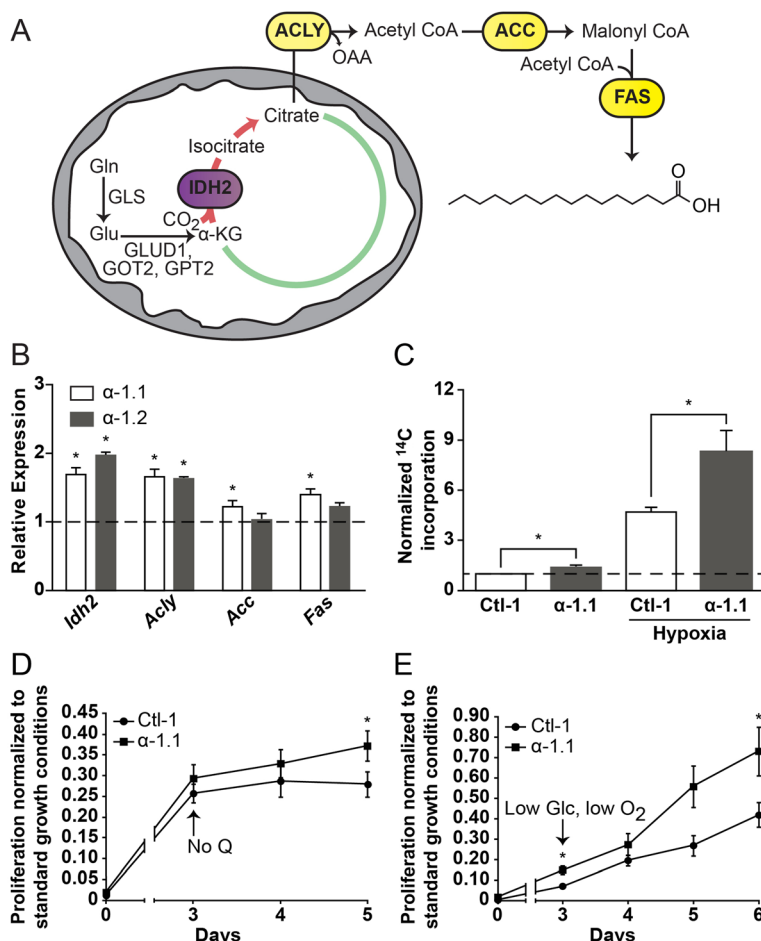 A
ACLY
Acetyl CoA
ACC
Malonyl CoA
OAA
Acetyl CoA
FAS
Citrate
Isocitrate
Gln
IDH2
GLS
CO2
Glu
α-KG
GLUD1,
GOT2, GPT2
O
OH
B
Relative Expression
3
2
1
0
α-1.1
α-1.2
* * * * * *
Idh2 Acly Acc Fas
C
Normalized 14C
incorporation
12
9
6
3
0
*
*
Ctl-1 α-1.1 Ctl-1 α-1.1
Hypoxia
D
Proliferation normalized to
standard growth conditions
0.45
0.40
0.35
0.30
0.25
0.20
0.15
0.10
0.05
0
Ctl-1
α-1.1
*
No Q
0 3 4 5
Days
E
Proliferation normalized to
standard growth conditions
0.90
0.80
0.70
0.60
0.50
0.40
0.30
0.20
0.10
0
Ctl-1
α-1.1
*
Low Glc, low O2
*
0 3 4 5 6
Days